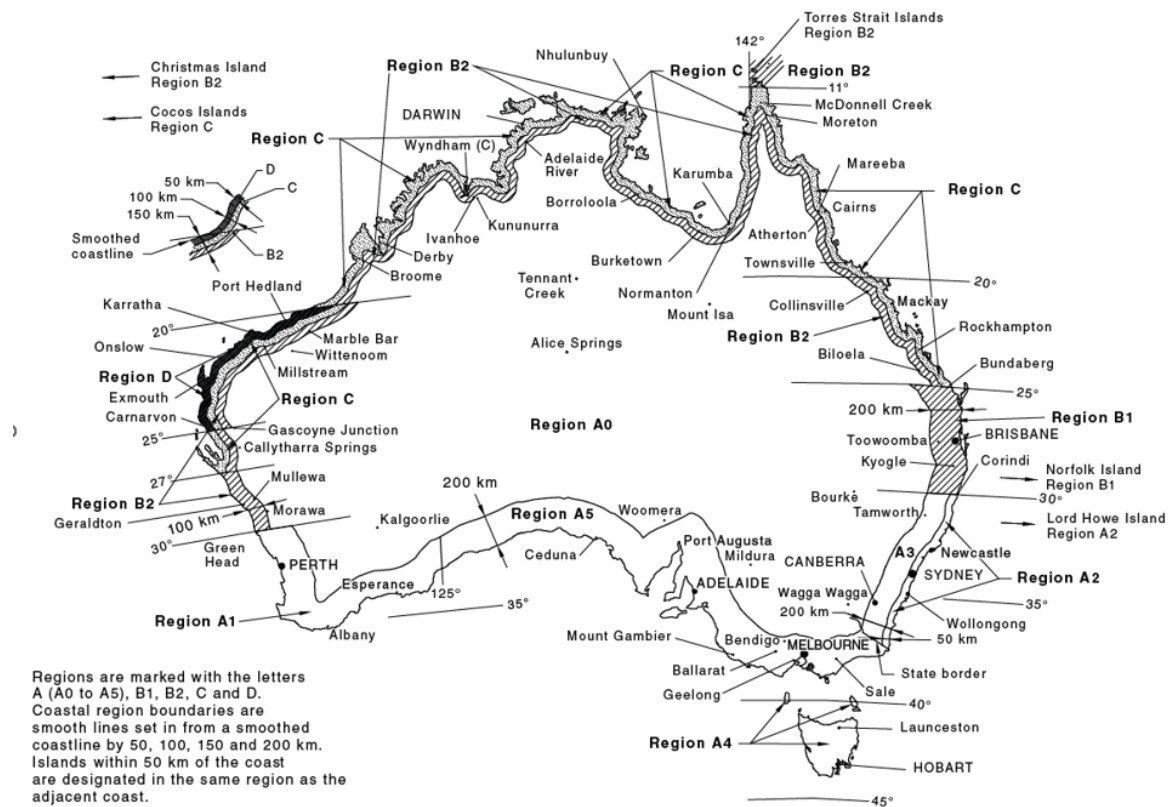 Torres Strait Islands
Region B2
142°
Nhulunbuy
Christmas Island
Region B2
Region B2
Region C
Region B2
11°
Cocos Islands
Region C
DARWIN
McDonnell Creek
Moreton
Region C
Wyndham (C)
Adelaide
River
Karumba
Mareeba
D
C
50 km
100 km
150 km
Region C
Borroloola
Cairns
Smoothed
coastline
B2
Ivanhoe
Kununurra
Atherton
Derby
Burketown
Townsville
Port Hedland
Broome
Tennant
Creek
Normanton
20°
Karratha
Collinsville
Mackay
Mount Isa
20°
Marble Bar
Rockhampton
Onslow
Wittenoom
Alice Springs
Region B2
Biloela
Region D
Millstream
Bundaberg
Exmouth
Region C
25°
Carnarvon
200 km
Region B1
25°
Gascoyne Junction
Region A0
Toowoomba
BRISBANE
Callytharra Springs
Kyogle
Corindi
27°
Mullewa
Norfolk Island
Region B1
Region B2
200 km
Bourke
30°
Geraldton
100 km
Morawa
Region A5
Woomera
Tamworth
Kalgoorlie
Lord Howe Island
Region A2
30°
Green
Head
Port Augusta
Mildura
Ceduna
A3
Newcastle
PERTH
CANBERRA
SYDNEY
Region A2
Esperance
125°
ADELAIDE
Wagga Wagga
35°
35°
200 km
Wollongong
Region A1
Albany
Mount Gambier
Bendigo
MELBOURNE
50 km
Ballarat
State border
Geelong
Sale
Regions are marked with the letters
A (A0 to A5), B1, B2, C and D.
Coastal region boundaries are
smooth lines set in from a smoothed
coastline by 50, 100, 150 and 200 km.
Islands within 50 km of the coast
are designated in the same region as the
adjacent coast.
40°
Launceston
Region A4
HOBART
45°